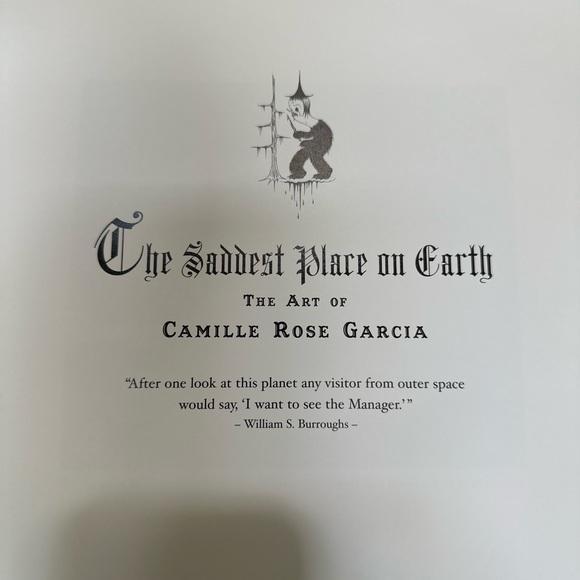 The Saddest Place on Earth
The Art of
Camille Rose Garcia
“After one look at this planet any visitor from outer space
would say, ‘I want to see the Manager.’”
– William S. Burroughs –